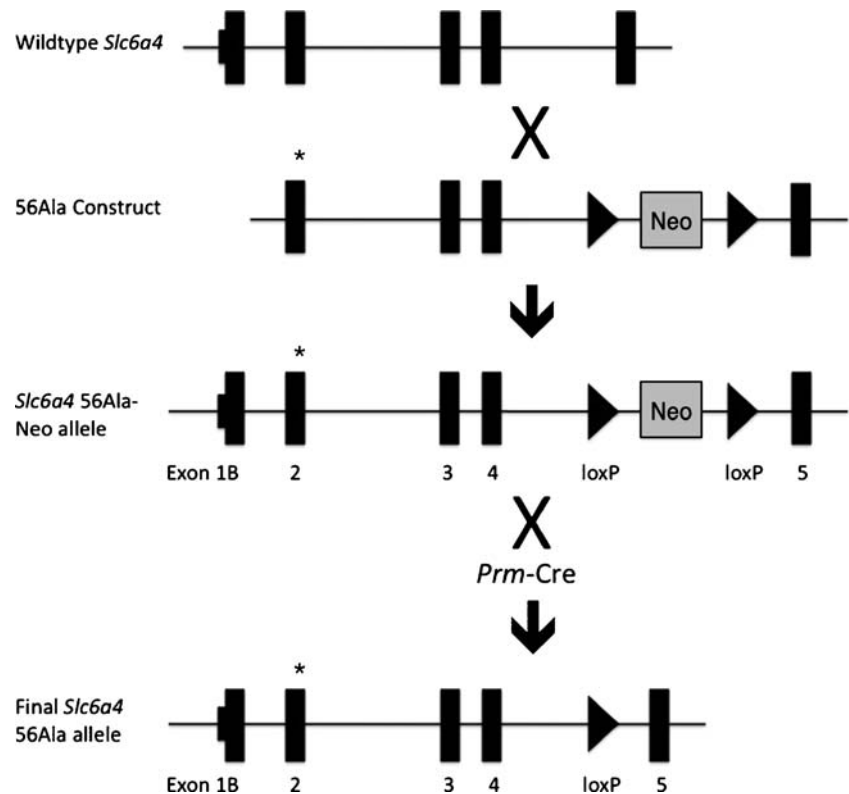 Wildtype Slc6a4
X
*
56Ala Construct
Neo
*
Slc6a4 56Ala-
Neo allele
Neo
Exon 1B 2 3 4 loxP loxP 5
X
Prm-Cre
*
Final Slc6a4
56Ala allele
Exon 1B 2 3 4 loxP 5